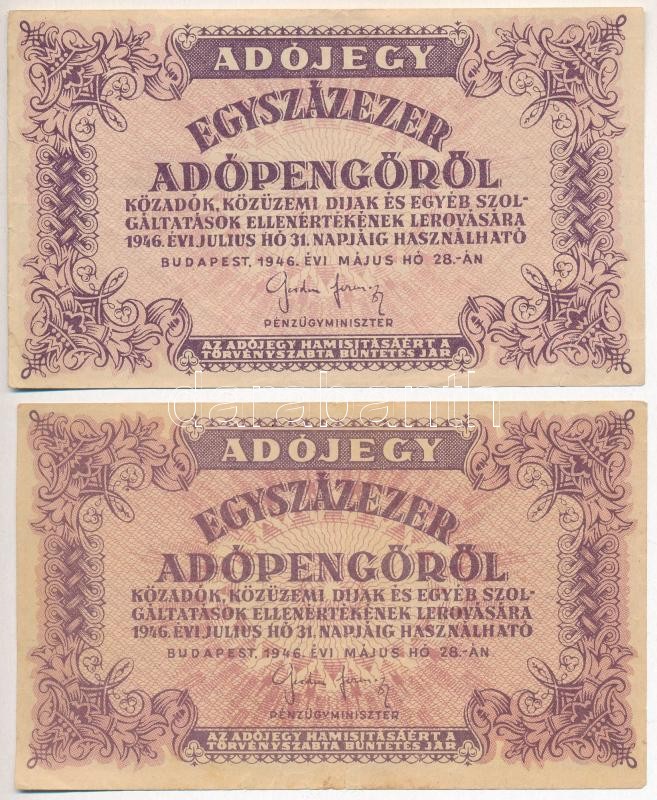 ADÓJEGY
EGYSZÁZEZER
ADÓPENGŐRŐL
KÖZADÓK, KÖZÜZEMI DIJAK ÉS EGYÉB SZOL-
GÁLTATÁSOK ELLENÉRTÉKÉNEK LEROVÁSÁRA
1946. ÉVI JULIUS HÓ 31. NAPJÁIG HASZNÁLHATÓ
BUDAPEST, 1946. ÉVI MÁJUS HÓ 28.-ÁN
PÉNZÜGYMINISZTER
AZ ADÓJEGY HAMISITÁSÁÉRT A
TÖRVÉNYSZABTA BÜNTETÉS JÁR
darabanth
ADÓJEGY
EGYSZÁZEZER
ADÓPENGŐRŐL
KÖZADÓK, KÖZÜZEMI DIJAK ÉS EGYÉB SZOL-
GÁLTATÁSOK ELLENÉRTÉKÉNEK LEROVÁSÁRA
1946. ÉVI JULIUS HÓ 31. NAPJÁIG HASZNÁLHATÓ
BUDAPEST, 1946. ÉVI MÁJUS HÓ 28.-ÁN
PÉNZÜGYMINISZTER
AZ ADÓJEGY HAMISITÁSÁÉRT A
TÖRVÉNYSZABTA BÜNTETÉS JÁR